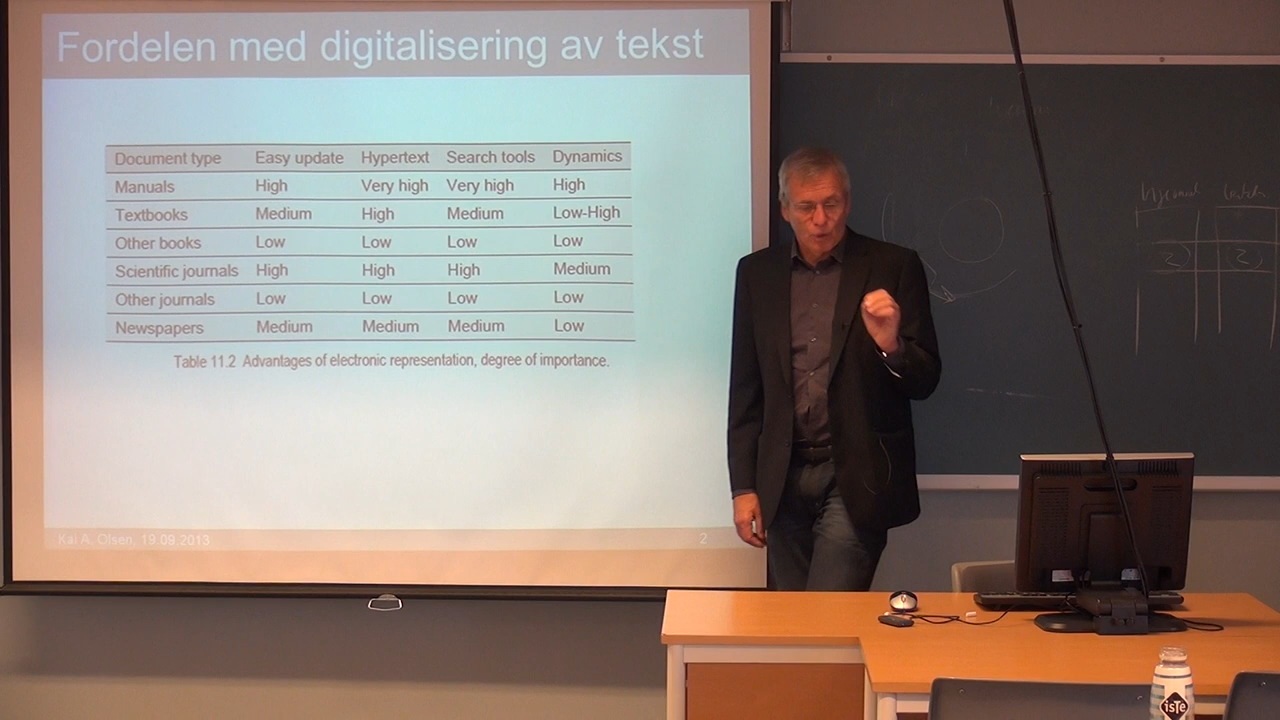 Fordelen med digitalisering av tekst
Document type Easy update Hypertext Search tools Dynamics
Manuals High Very high Very high High
Textbooks Medium High Medium Low-High
Other books Low Low Low Low
Scientific journals High High High Medium
Other journals Low Low Low Low
Newspapers Medium Medium Medium Low
Table 11.2 Advantages of electronic representation, degree of importance.
Kai A. Olsen, 19.09.2013 2
2 2
isTe